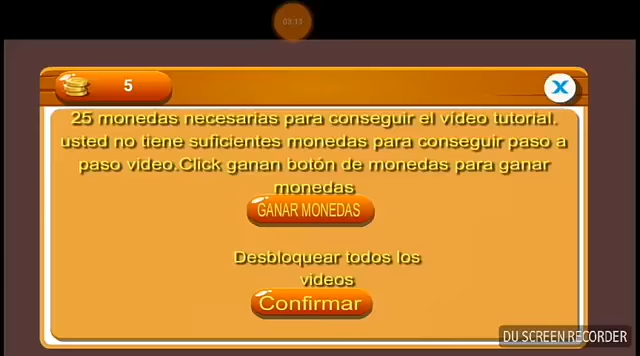 03:11
5
X
25 monedas necesarias para conseguir el vídeo tutorial.
usted no tiene suficientes monedas para conseguir paso a
paso vídeo.Click ganan botón de monedas para ganar
monedas
GANAR MONEDAS
Desbloquear todos los
videos
Confirmar
DU SCREEN RECORDER